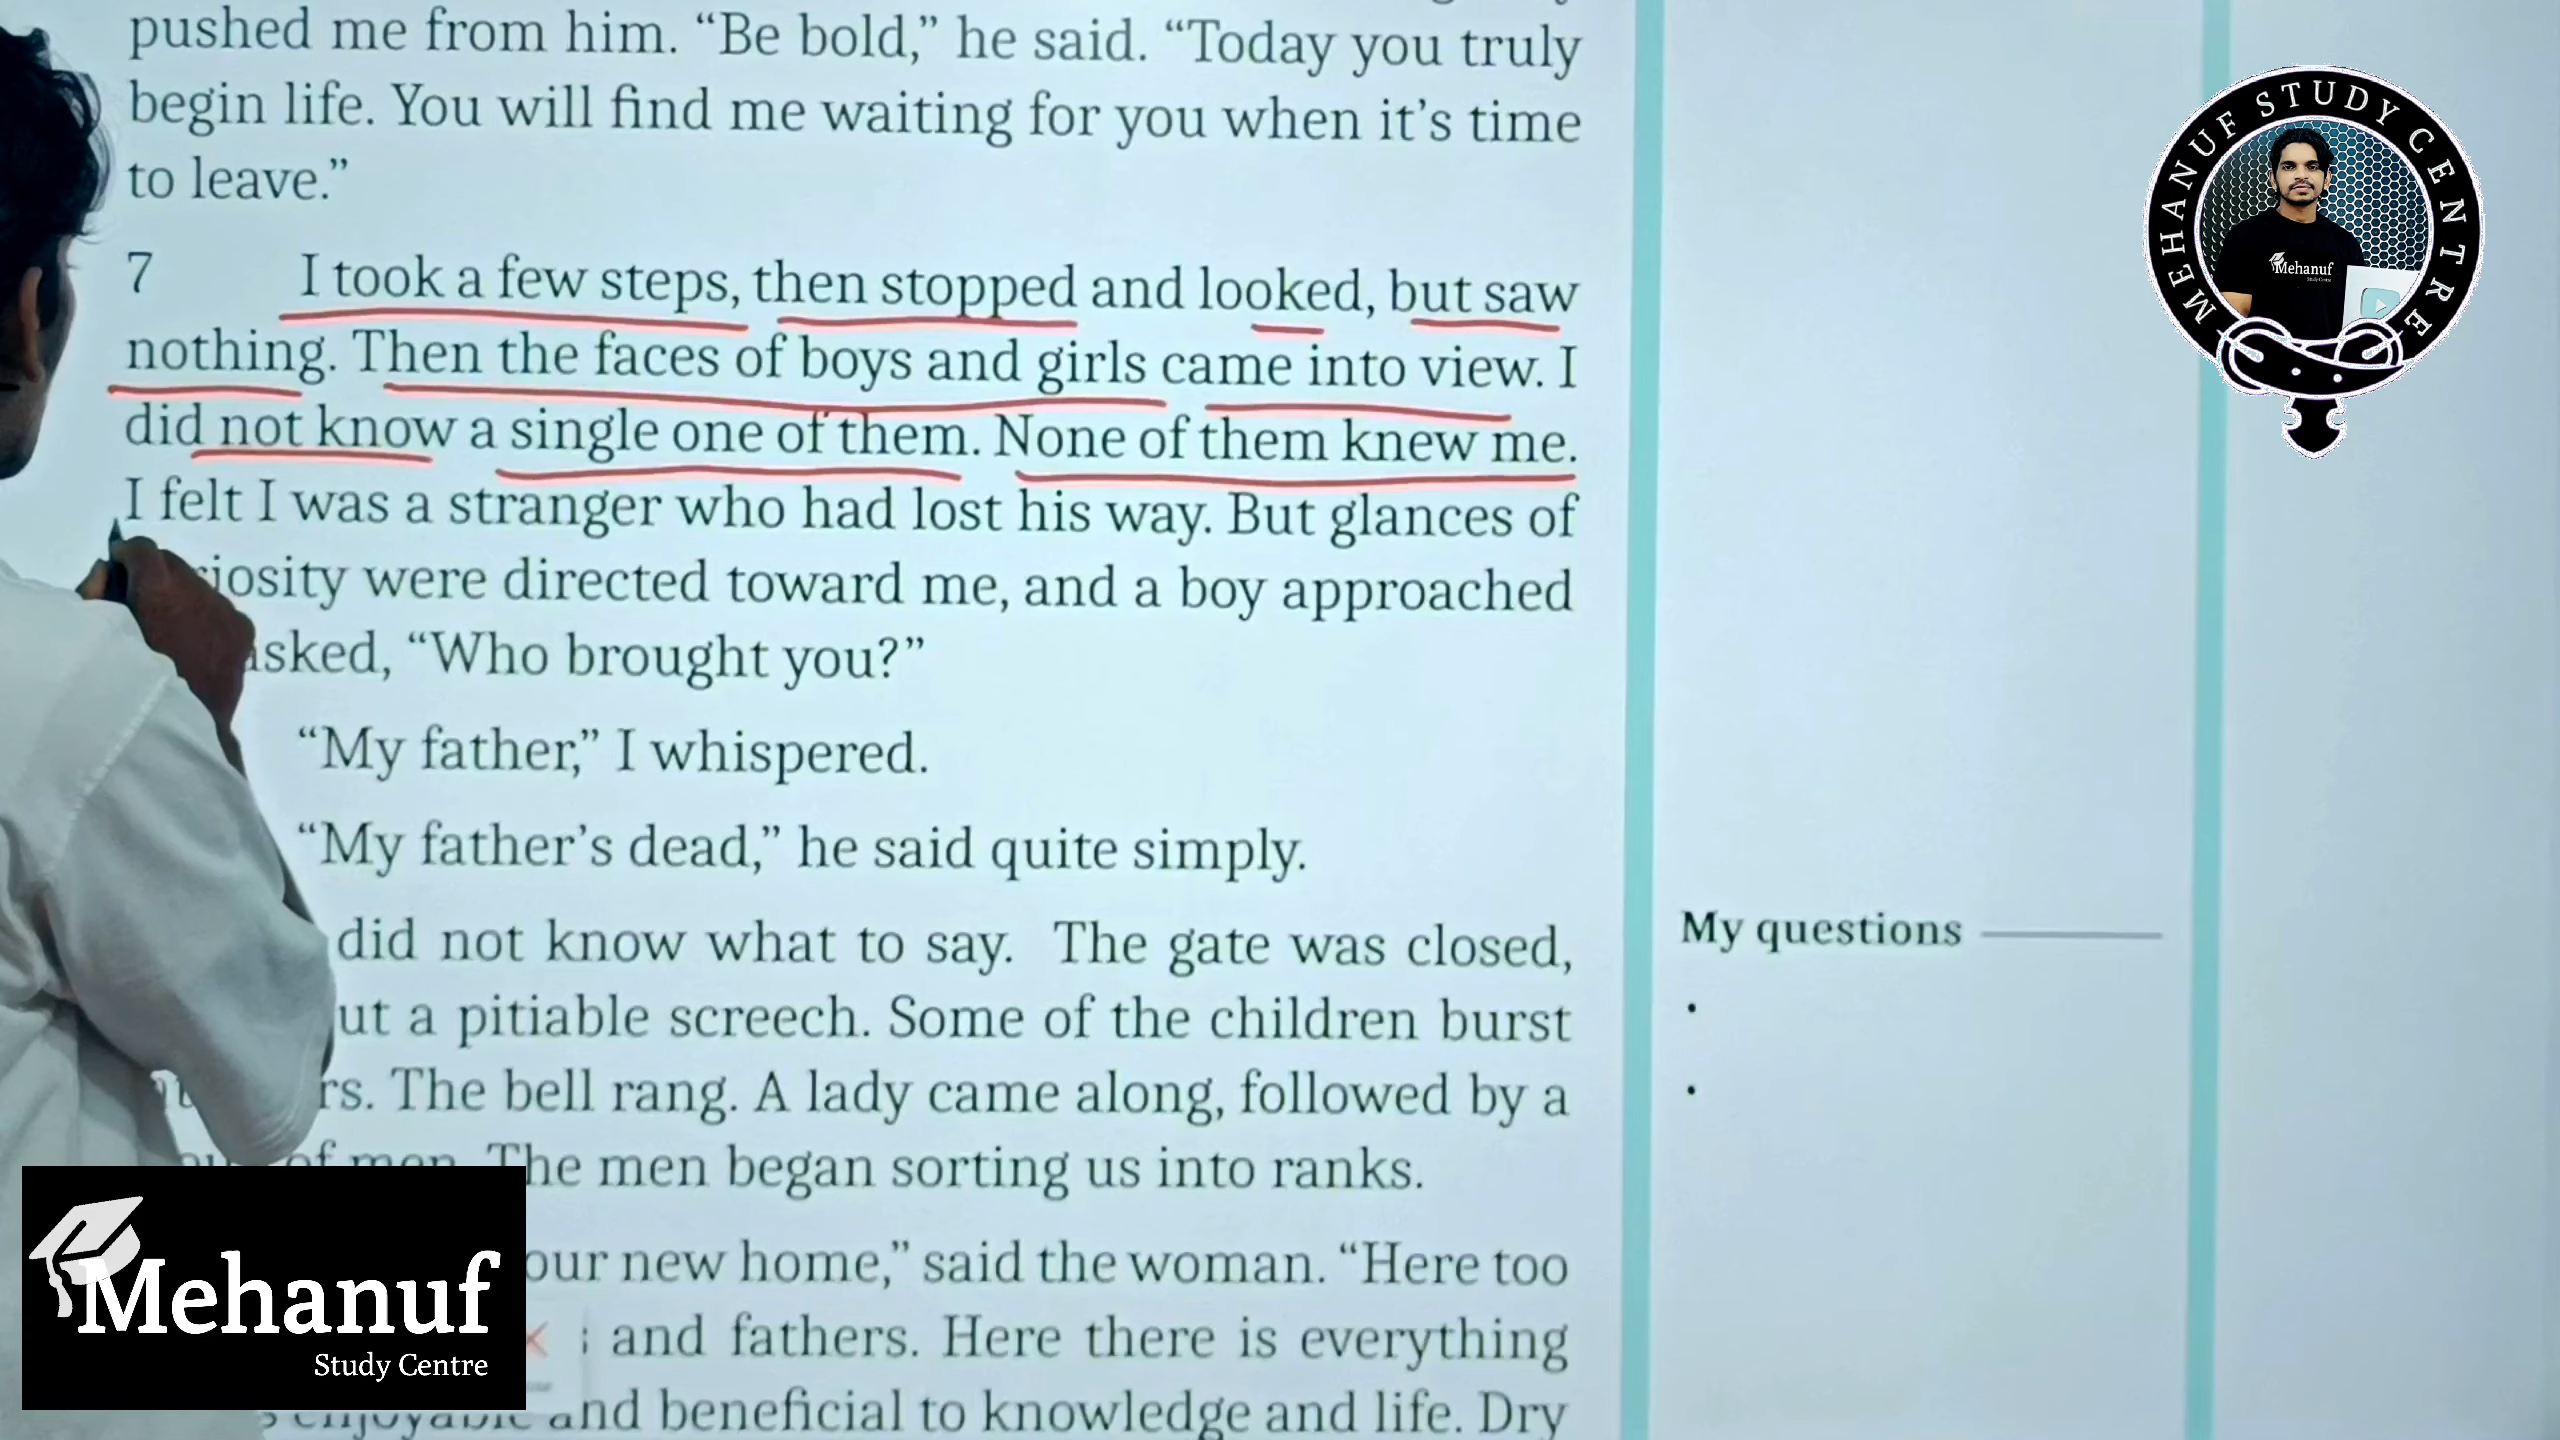 pushed me from him. “Be bold,” he said. “Today you truly
begin life. You will find me waiting for you when it’s time
to leave.”
7 I took a few steps, then stopped and looked, but saw
nothing. Then the faces of boys and girls came into view. I
did not know a single one of them. None of them knew me.
I felt I was a stranger who had lost his way. But glances of
were directed toward me, and a boy approached
“Who brought you?”
“My father,” I whispered.
“My father’s dead,” he said quite simply.
did not know what to say. The gate was closed,
a pitiable screech. Some of the children burst
The bell rang. A lady came along, followed by a
of men. The men began sorting us into ranks.
new home,” said the woman. “Here too
and fathers. Here there is everything
enjoyable and beneficial to knowledge and life. Dry
My questions
MEHANUF STUDY CENTRE
Mehanuf
Study Centre
Mehanuf
Study Centre